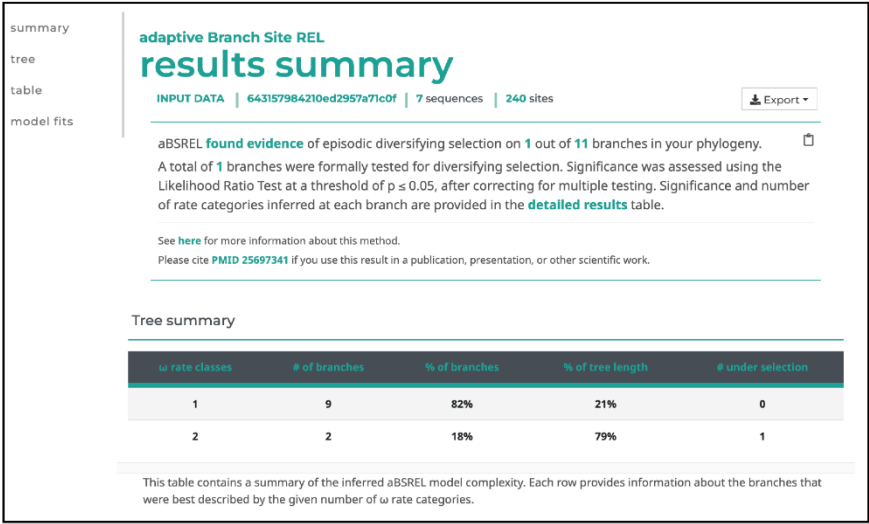 summary
tree
table
model fits
adaptive Branch Site REL
results summary
INPUT DATA | 643157984210ed2957a71c0f | 7 sequences | 240 sites
Export
aBSREL found evidence of episodic diversifying selection on 1 out of 11 branches in your phylogeny.
A total of 1 branches were formally tested for diversifying selection. Significance was assessed using the
Likelihood Ratio Test at a threshold of p ≤ 0.05, after correcting for multiple testing. Significance and number
of rate categories inferred at each branch are provided in the detailed results table.
See here for more information about this method.
Please cite PMID 25697341 if you use this result in a publication, presentation, or other scientific work.
Tree summary
ω rate classes # of branches % of branches % of tree length # under selection
1 9 82% 21% 0
2 2 18% 79% 1
This table contains a summary of the inferred aBSREL model complexity. Each row provides information about the branches that
were best described by the given number of ω rate categories.